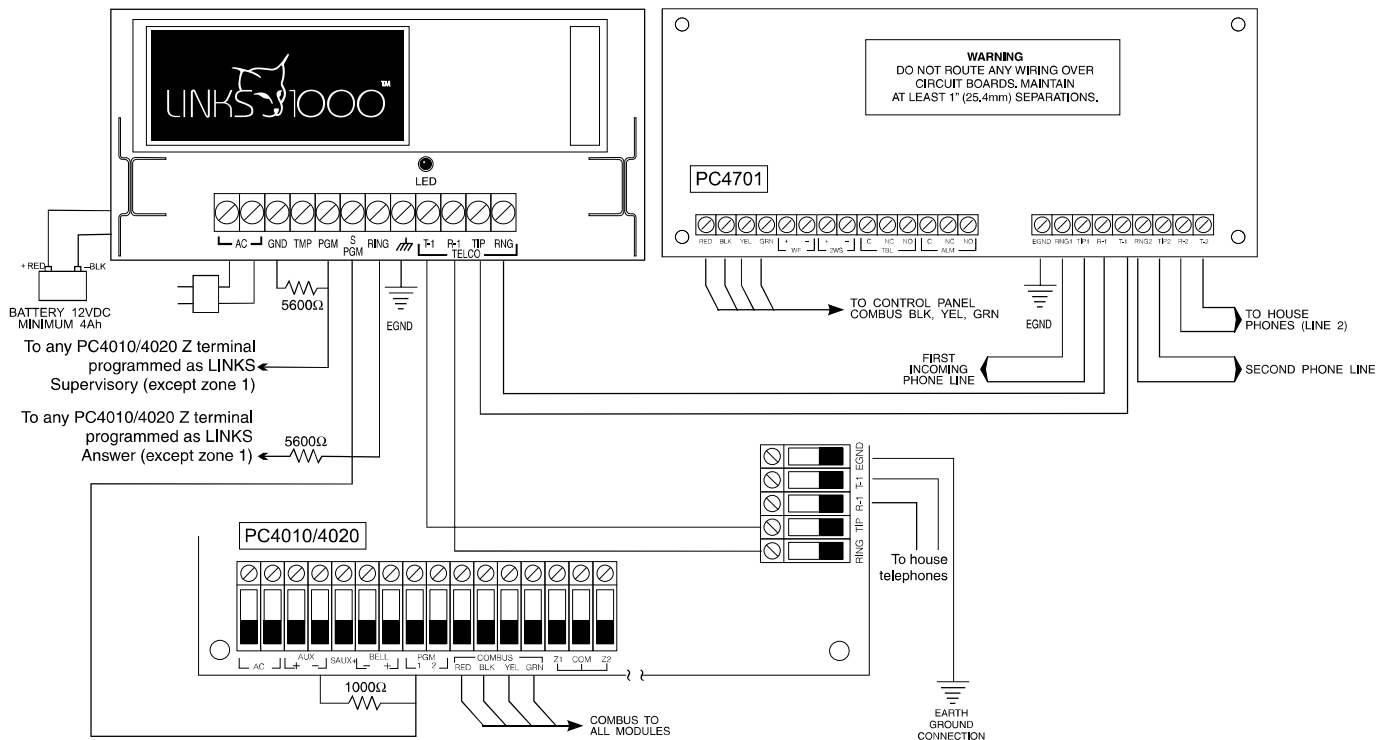 LINKS 1000™
LED
AC GND TMP PGM S PGM RING T-1 R-1 TIP RNG
TELCO
+RED
–BLK
BATTERY 12VDC
MINIMUM 4Ah
5600Ω
EGND
To any PC4010/4020 Z terminal
programmed as LINKS
Supervisory (except zone 1)
To any PC4010/4020 Z terminal
programmed as LINKS
Answer (except zone 1)
5600Ω
WARNING
DO NOT ROUTE ANY WIRING OVER
CIRCUIT BOARDS. MAINTAIN
AT LEAST 1" (25.4mm) SEPARATIONS.
PC4701
RED BLK YEL GRN + – + – C NC NO C NC NO
WF 2WS TBL ALM
EGND RNG1 TIP1 R-1 T-1 RNG2 TIP2 R-2 T-2
TO CONTROL PANEL
COMBUS BLK, YEL, GRN
EGND
TO HOUSE
PHONES (LINE 2)
FIRST
INCOMING
PHONE LINE
SECOND PHONE LINE
EGND
T-1
R-1
TIP
RING
To house
telephones
PC4010/4020
AC AUX + – SAUX+ BELL – + PGM 1 2 COMBUS RED BLK YEL GRN Z1 COM Z2
1000Ω
COMBUS TO
ALL MODULES
EARTH
GROUND
CONNECTION